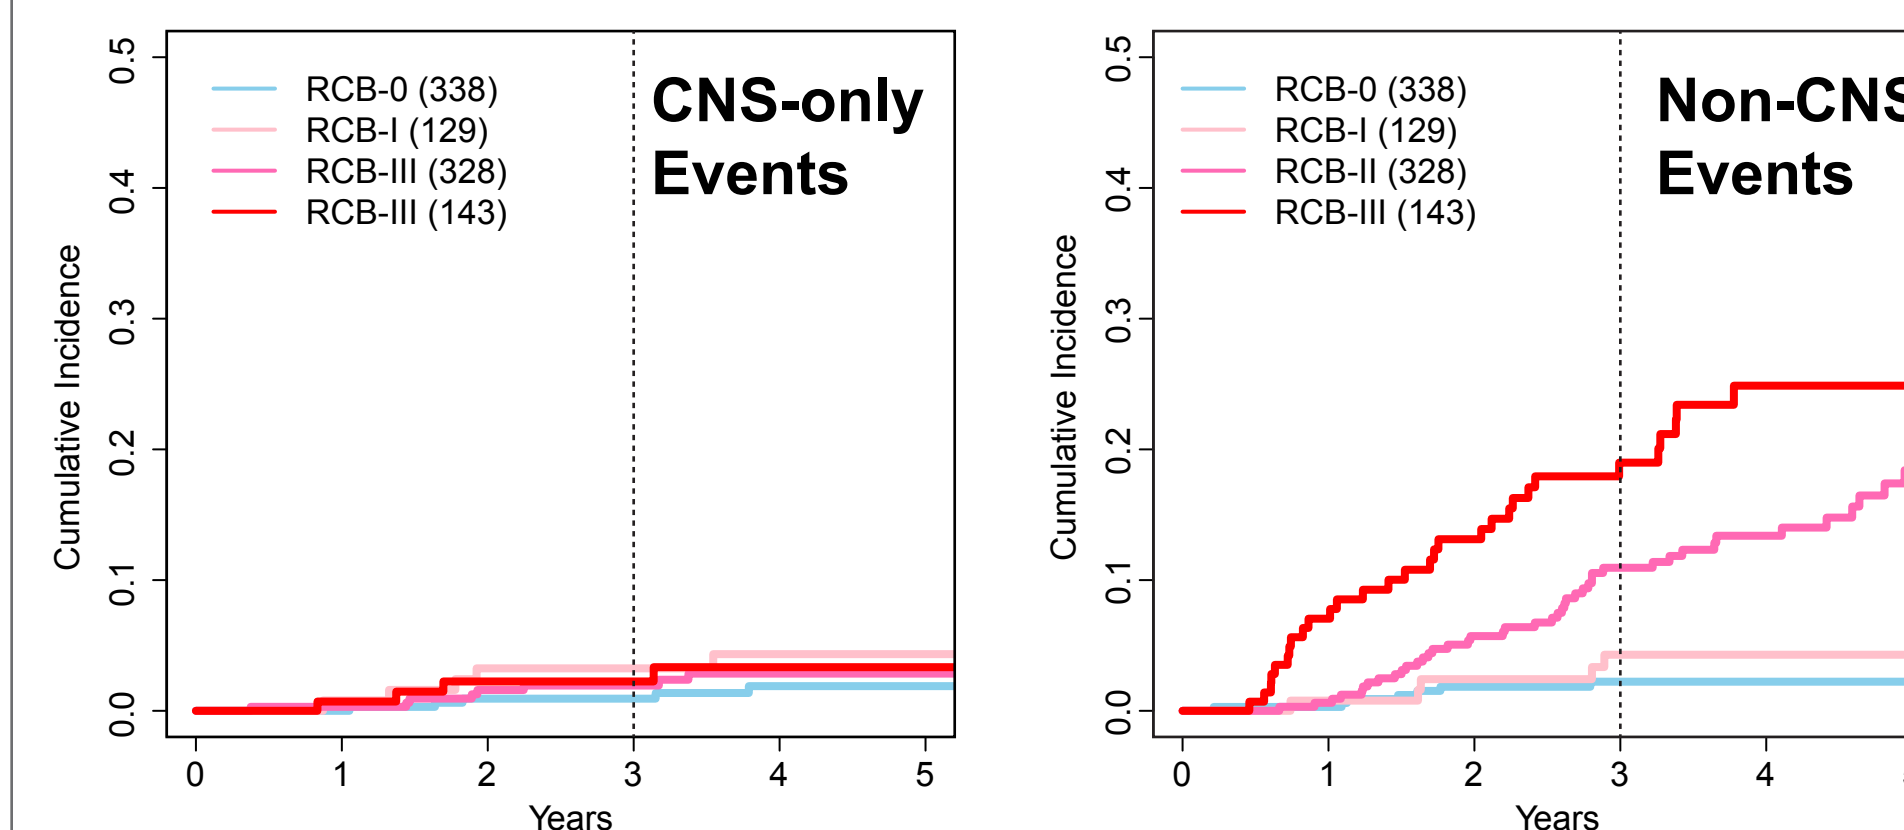 0.5
0.4
0.3
0.2
0.1
0.0
Cumulative Incidence
RCB-0 (338)
RCB-I (129)
RCB-III (328)
RCB-III (143)
CNS-only
Events
0 1 2 3 4 5
Years
0.5
0.4
0.3
0.2
0.1
0.0
Cumulative Incidence
RCB-0 (338)
RCB-I (129)
RCB-II (328)
RCB-III (143)
Non-CNS
Events
0 1 2 3 4
Years